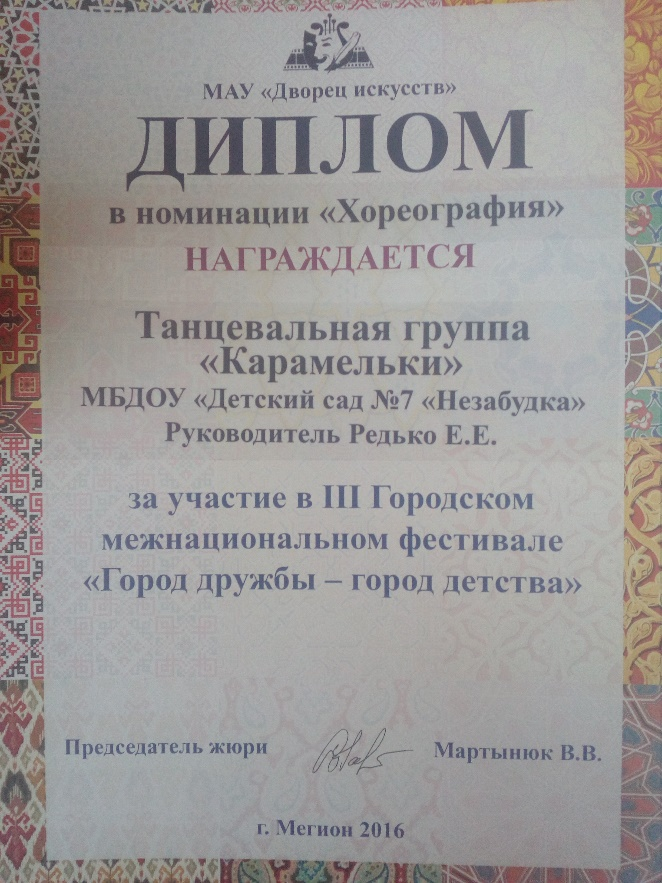 МАУ «Дворец искусств»
ДИПЛОМ
в номинации «Хореография»
НАГРАЖДАЕТСЯ
Танцевальная группа
«Карамельки»
МБДОУ «Детский сад №7 «Незабудка»
Руководитель Редько Е.Е.
за участие в III Городском
межнациональном фестивале
«Город дружбы – город детства»
Председатель жюри Мартынюк В.В.
г. Мегион 2016